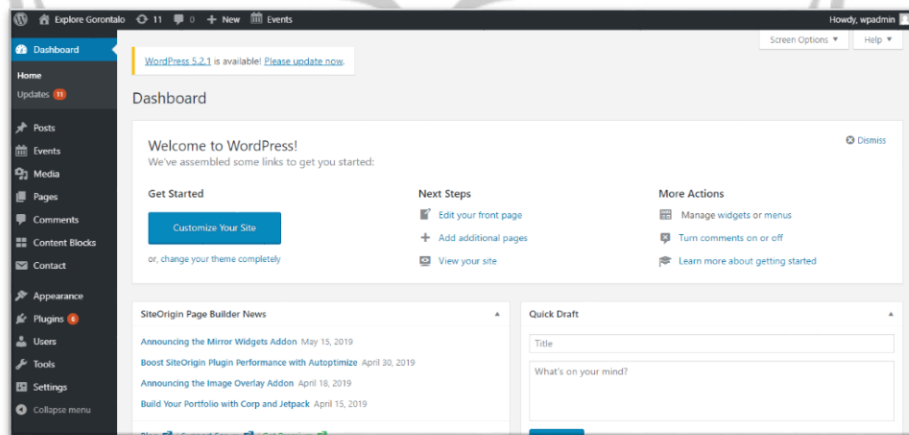 Explore Gorontalo 11 0 + New Events Howdy, wpadmin
Screen Options Help
Dashboard
Home
Updates 11
Posts
Events
Media
Pages
Comments
Content Blocks
Contact
Appearance
Plugins 6
Users
Tools
Settings
Collapse menu
WordPress 5.2.1 is available! Please update now.
Dashboard
Welcome to WordPress!
We've assembled some links to get you started:
Dismiss
Get Started
Customize Your Site
or, change your theme completely
Next Steps
Edit your front page
Add additional pages
View your site
More Actions
Manage widgets or menus
Turn comments on or off
Learn more about getting started
SiteOrigin Page Builder News
Announcing the Mirror Widgets Addon May 15, 2019
Boost SiteOrigin Plugin Performance with Autoptimize April 30, 2019
Announcing the Image Overlay Addon April 18, 2019
Build Your Portfolio with Corp and Jetpack April 15, 2019
Quick Draft
Title
What's on your mind?